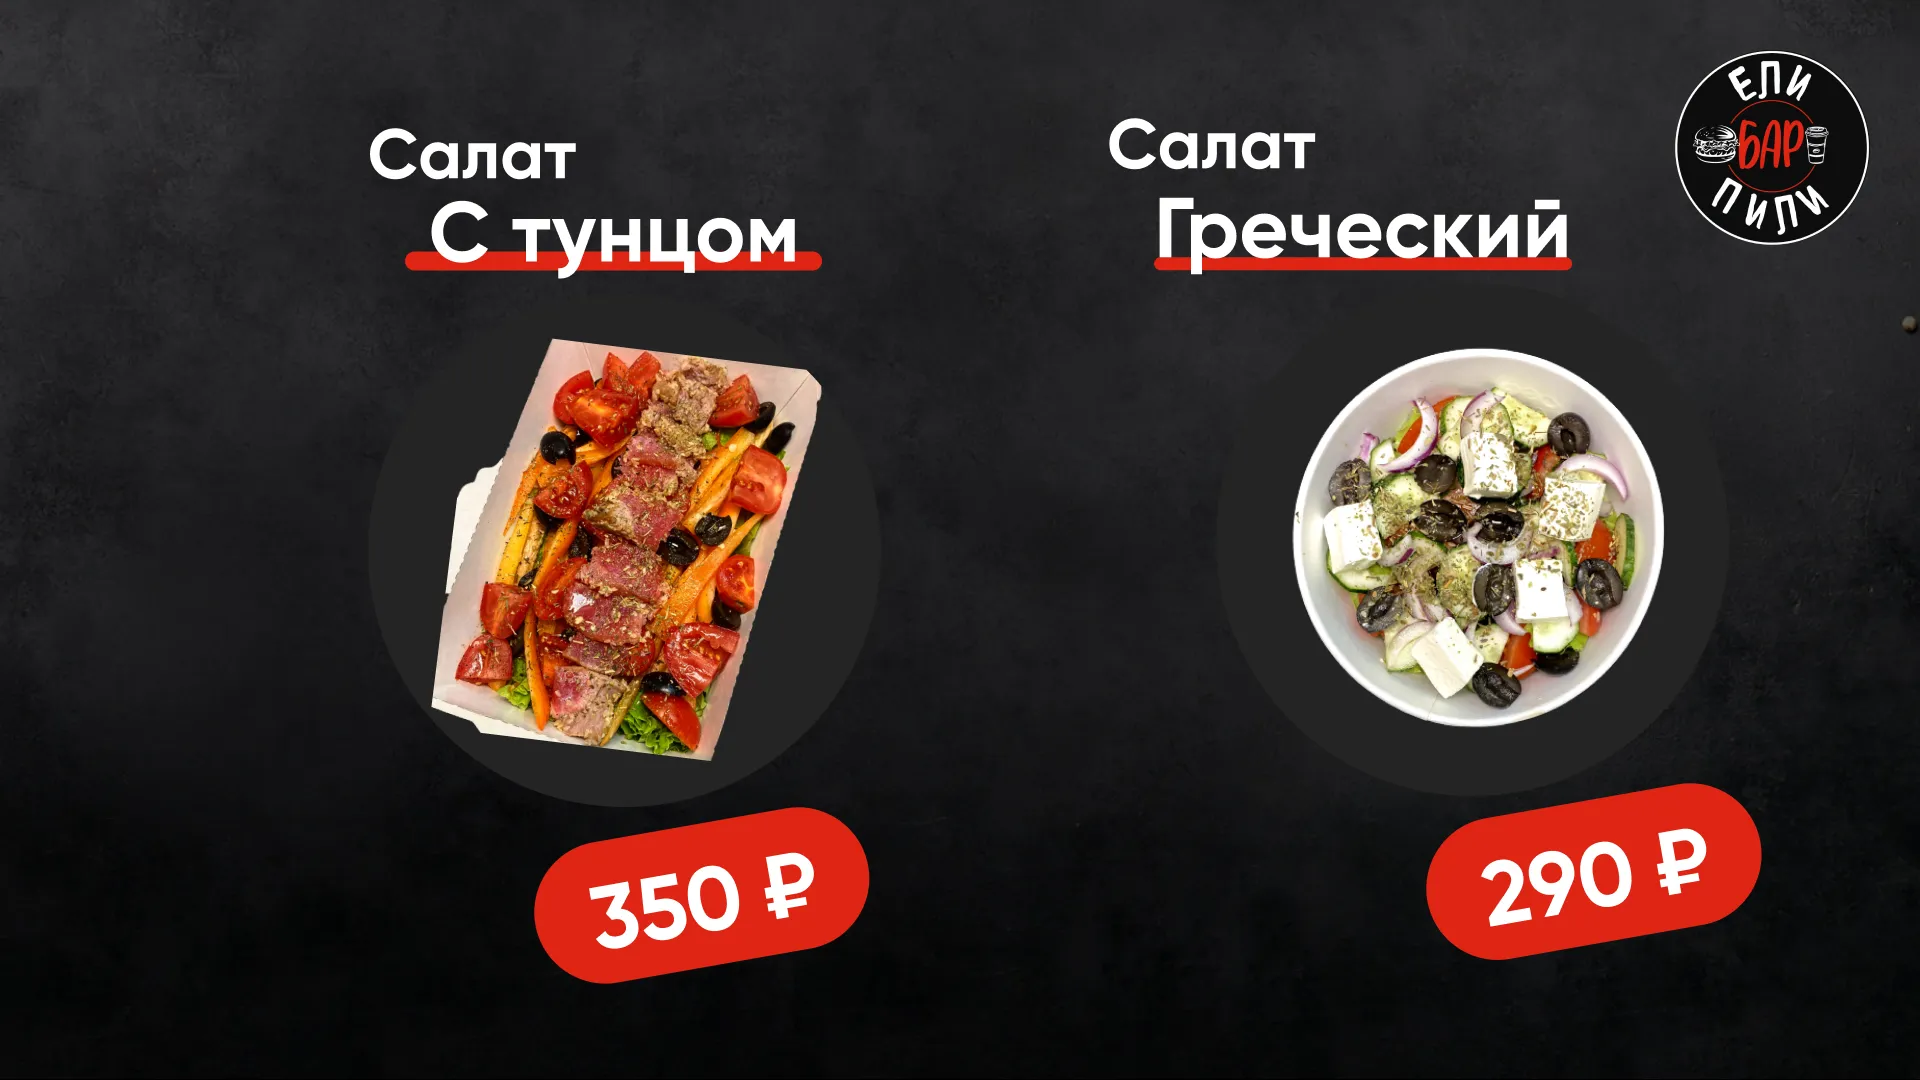 Салат
С тунцом
350 ₽
Салат
Греческий
290 ₽
ЕЛИ
БАР
ПИЛИ